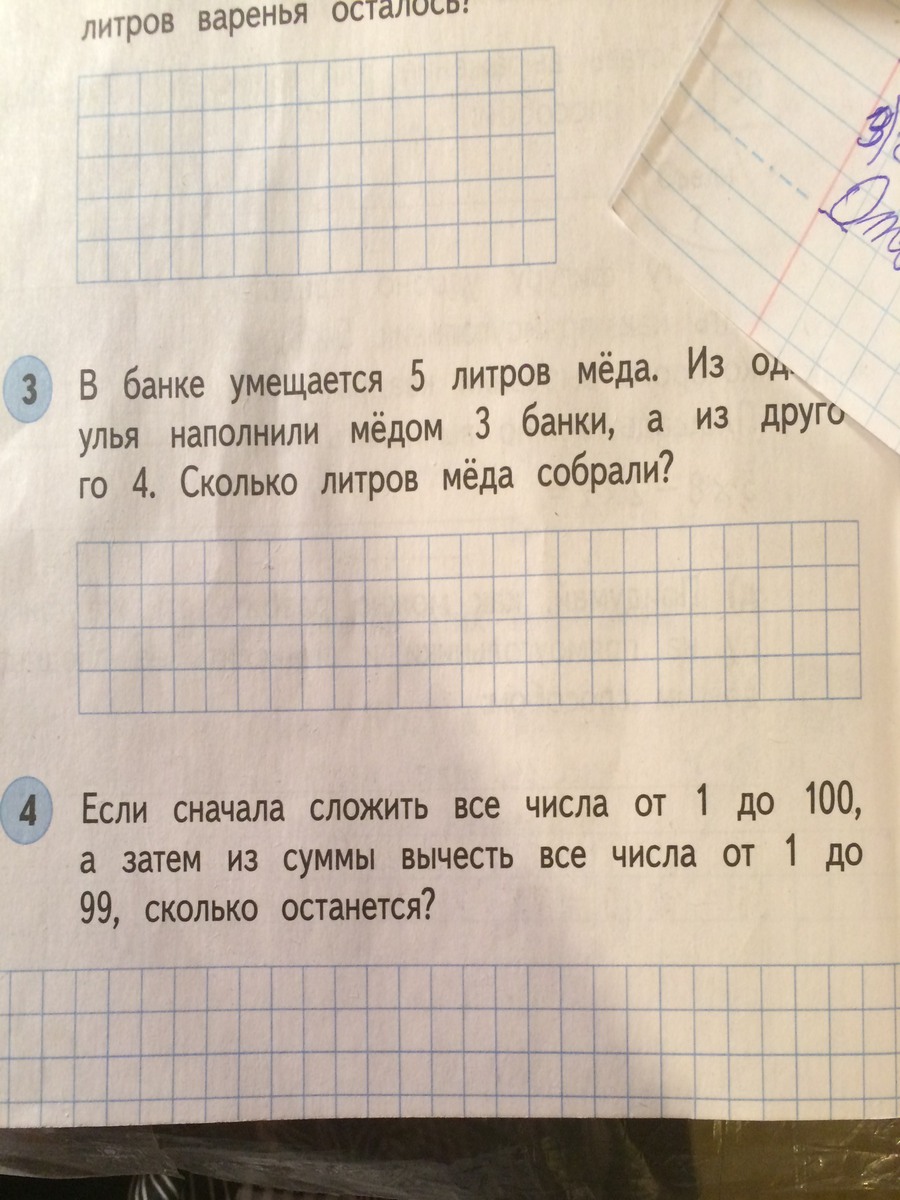 литров варенья осталось?
3 В банке умещается 5 литров мёда. Из
улья наполнили мёдом 3 банки, а из друго
го 4. Сколько литров мёда собрали?
4 Если сначала сложить все числа от 1 до 100,
а затем из суммы вычесть все числа от 1 до
99, сколько останется?